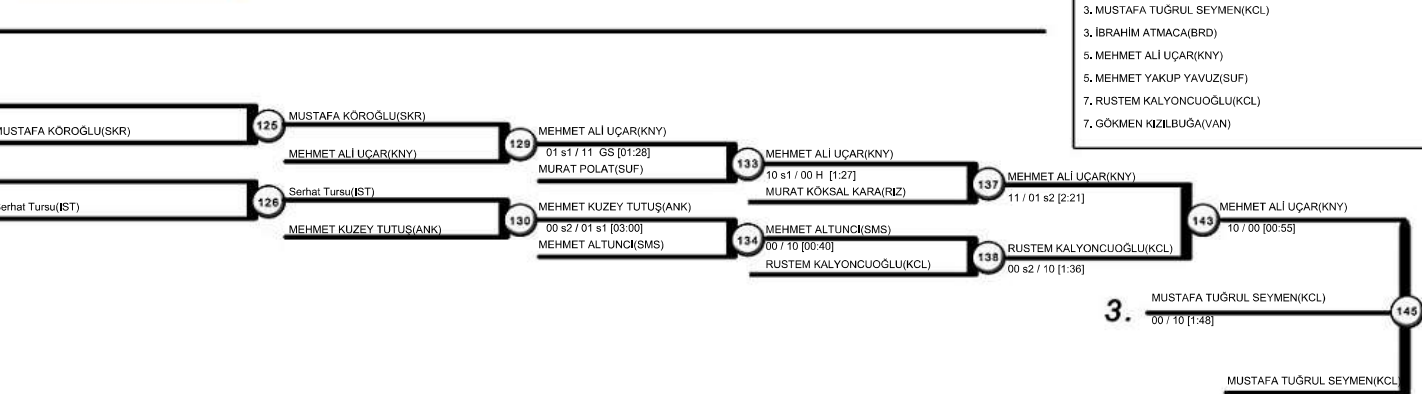 3. MUSTAFA TUĞRUL SEYMEN(KCL)
3. İBRAHİM ATMACA(BRD)
5. MEHMET ALİ UÇAR(KNY)
5. MEHMET YAKUP YAVUZ(SUF)
7. RUSTEM KALYONCUOĞLU(KCL)
7. GÖKMEN KIZILBUĞA(VAN)
MUSTAFA KÖROĞLU(SKR)
125
MUSTAFA KÖROĞLU(SKR)
MEHMET ALİ UÇAR(KNY)
129
MEHMET ALİ UÇAR(KNY)
01 s1 / 11 GS [01:28]
MURAT POLAT(SUF)
133
MEHMET ALİ UÇAR(KNY)
10 s1 / 00 H [1:27]
MURAT KÖKSAL KARA(RIZ)
137
MEHMET ALİ UÇAR(KNY)
11 / 01 s2 [2:21]
Serhat Tursu(IST)
126
Serhat Tursu(IST)
MEHMET KUZEY TUTUŞ(ANK)
130
MEHMET KUZEY TUTUŞ(ANK)
00 s2 / 01 s1 [03:00]
MEHMET ALTUNCI(SMS)
134
MEHMET ALTUNCI(SMS)
00 / 10 [00:40]
RUSTEM KALYONCUOĞLU(KCL)
138
RUSTEM KALYONCUOĞLU(KCL)
00 s2 / 10 [1:36]
143
MEHMET ALİ UÇAR(KNY)
10 / 00 [00:55]
3.
MUSTAFA TUĞRUL SEYMEN(KCL)
00 / 10 [1:48]
145
MUSTAFA TUĞRUL SEYMEN(KCL)